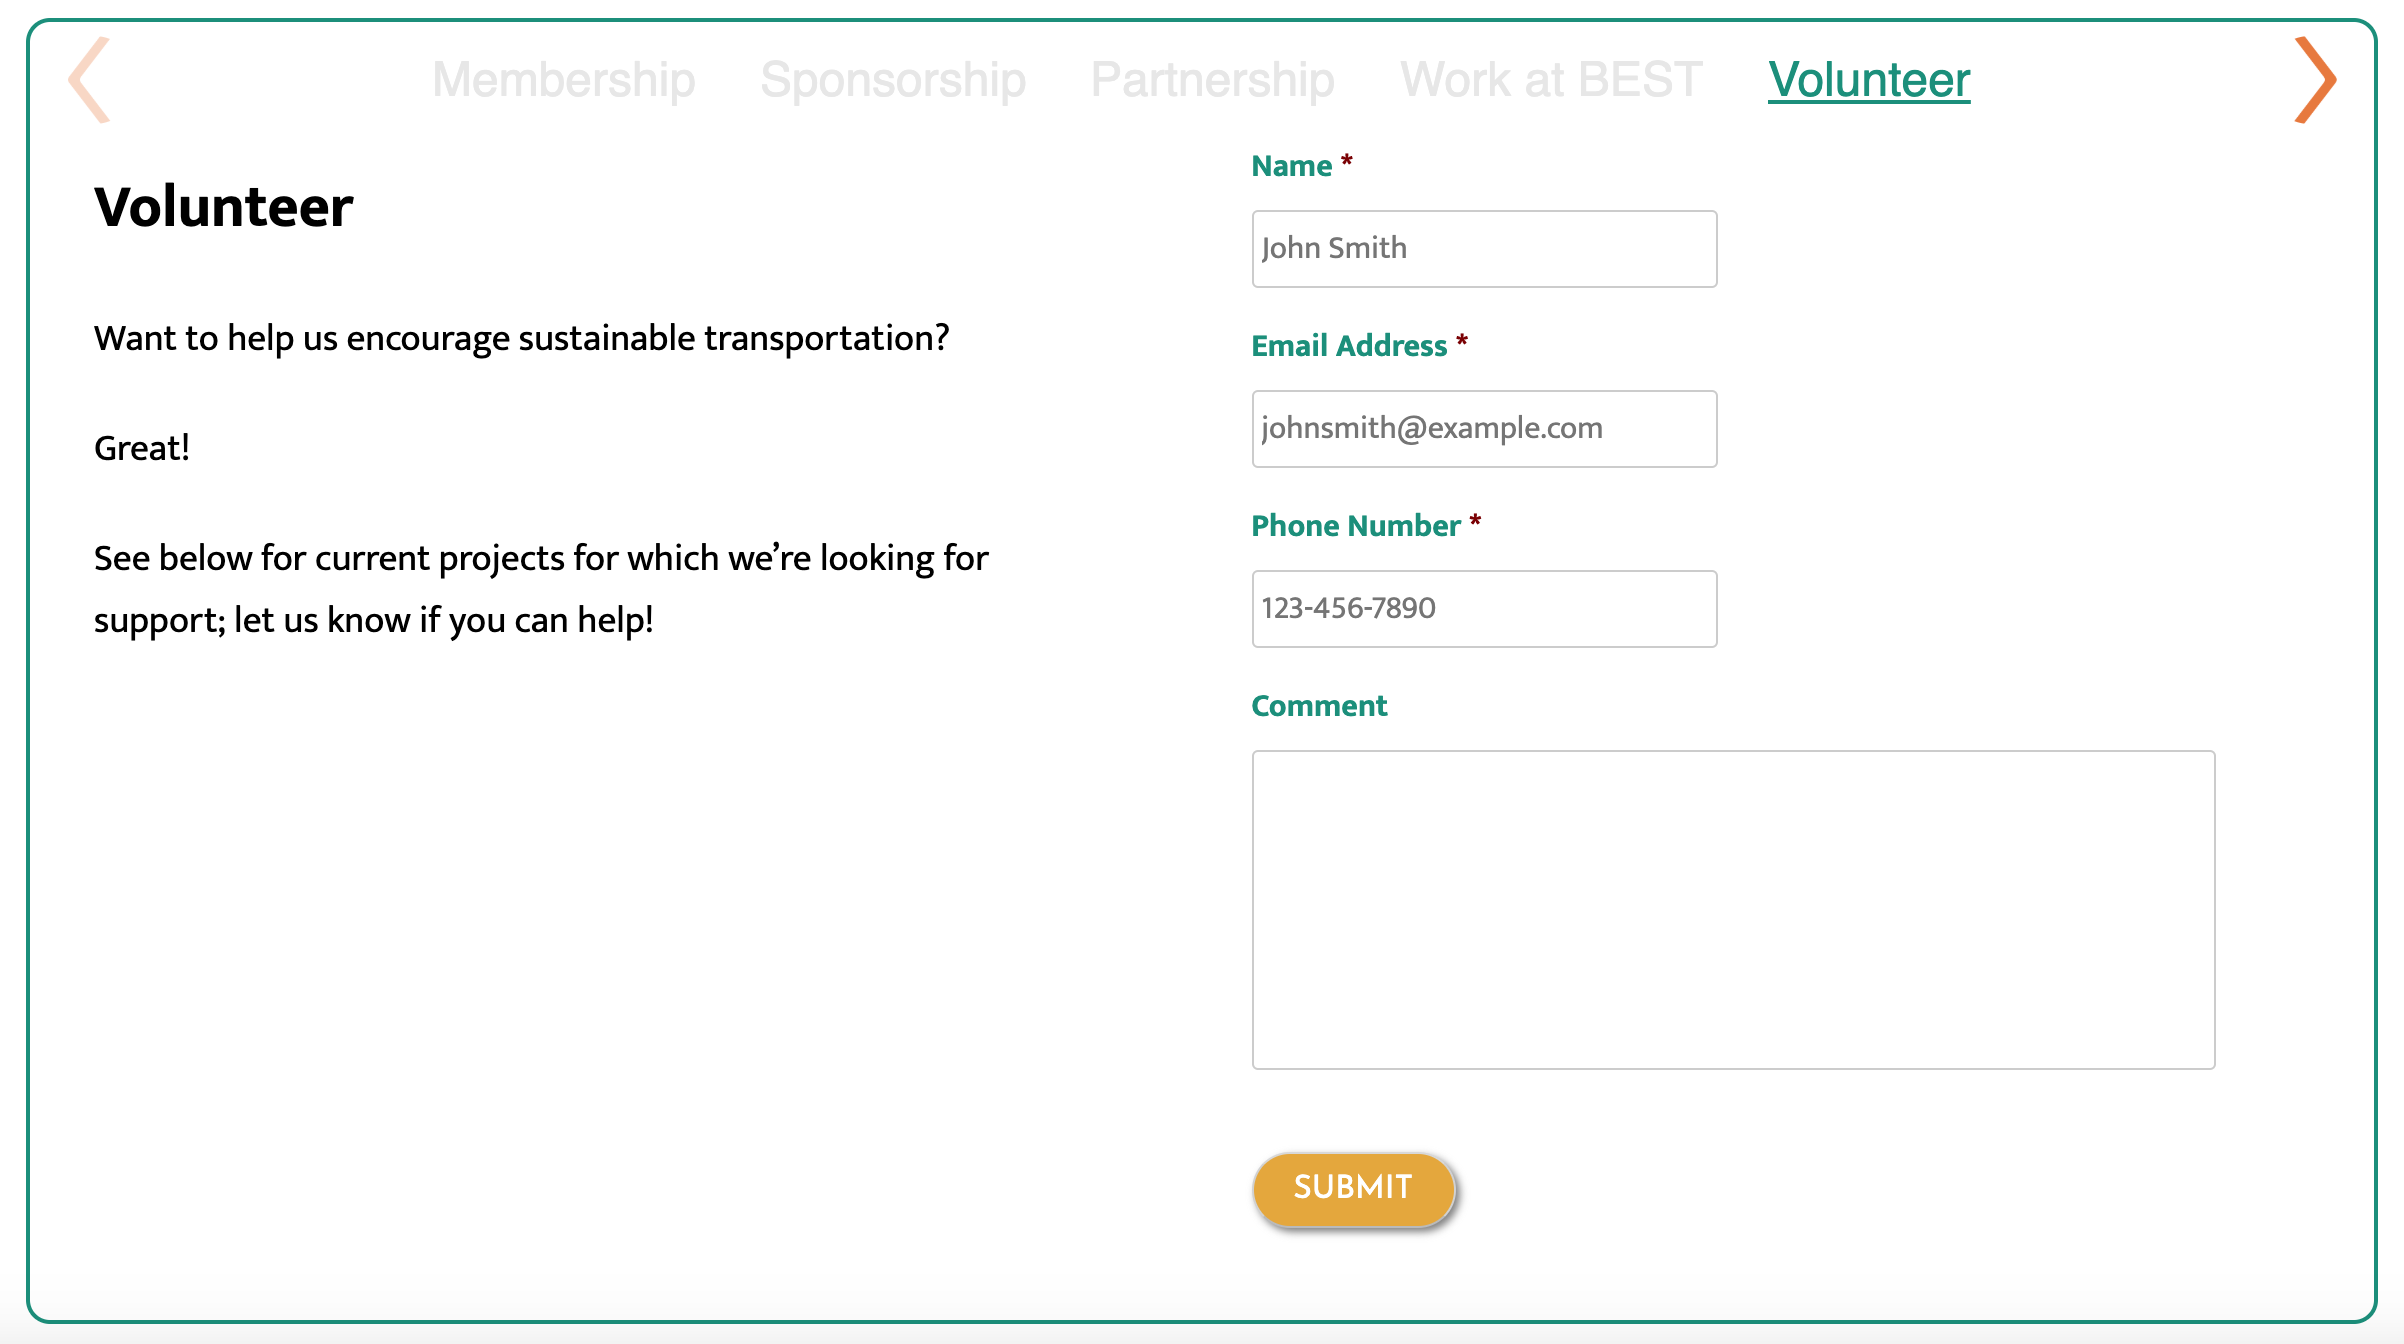 Membership Sponsorship Partnership Work at BEST Volunteer
Volunteer
Want to help us encourage sustainable transportation?
Great!
See below for current projects for which we’re looking for
support; let us know if you can help!
Name *
John Smith
Email Address *
johnsmith@example.com
Phone Number *
123-456-7890
Comment
SUBMIT